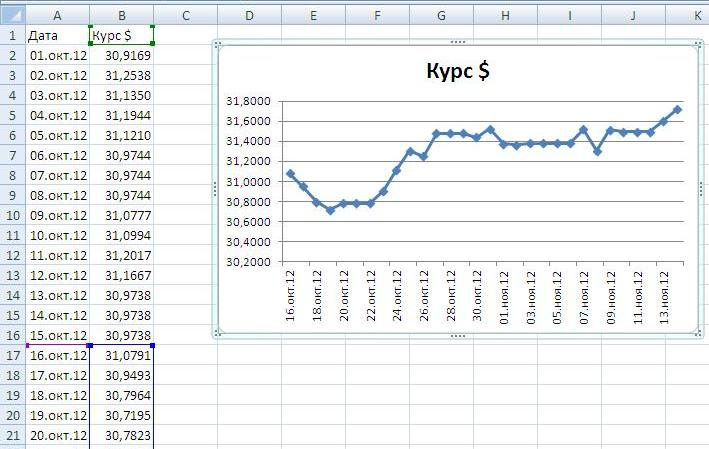 A B C D E F G H I J K
1 Дата Курс $
2 01.окт.12 30,9169
3 02.окт.12 31,2538
4 03.окт.12 31,1350
5 04.окт.12 31,1944
6 05.окт.12 31,1210
7 06.окт.12 30,9744
8 07.окт.12 30,9744
9 08.окт.12 30,9744
10 09.окт.12 31,0777
11 10.окт.12 31,0994
12 11.окт.12 31,2017
13 12.окт.12 31,1667
14 13.окт.12 30,9738
15 14.окт.12 30,9738
16 15.окт.12 30,9738
17 16.окт.12 31,0791
18 17.окт.12 30,9493
19 18.окт.12 30,7964
20 19.окт.12 30,7195
21 20.окт.12 30,7823
Курс $
31,8000
31,6000
31,4000
31,2000
31,0000
30,8000
30,6000
30,4000
30,2000
16.окт.12 18.окт.12 20.окт.12 22.окт.12 24.окт.12 26.окт.12 28.окт.12 30.окт.12 01.ноя.12 03.ноя.12 05.ноя.12 07.ноя.12 09.ноя.12 11.ноя.12 13.ноя.12